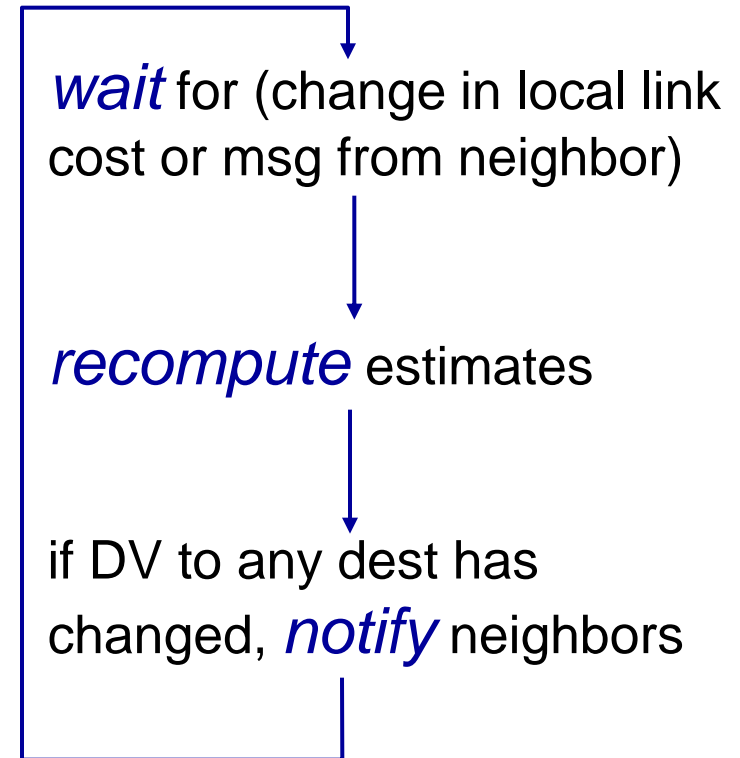 wait for (change in local link
cost or msg from neighbor)
recompute estimates
if DV to any dest has
changed, notify neighbors